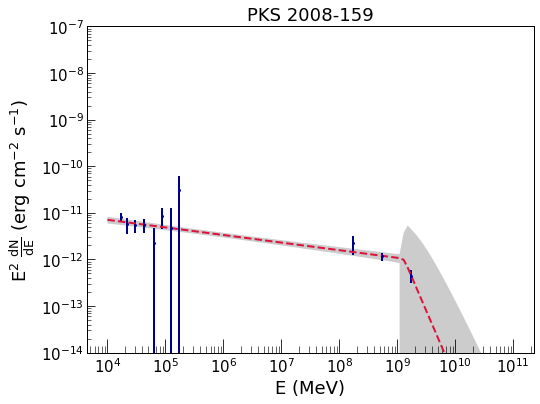 PKS 2008-159
10⁻⁷
10⁻⁸
10⁻⁹
10⁻¹⁰
10⁻¹¹
10⁻¹²
10⁻¹³
10⁻¹⁴
E² dN/dE (erg cm⁻² s⁻¹)
10⁴ 10⁵ 10⁶ 10⁷ 10⁸ 10⁹ 10¹⁰ 10¹¹
E (MeV)